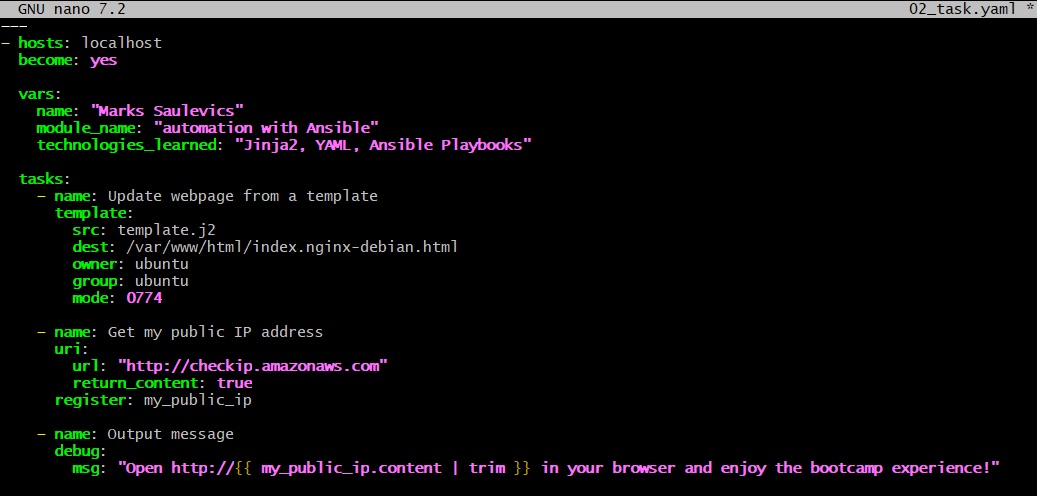 GNU nano 7.2 02_task.yaml *
---
- hosts: localhost
  become: yes

  vars:
    name: "Marks Saulevics"
    module_name: "automation with Ansible"
    technologies_learned: "Jinja2, YAML, Ansible Playbooks"

  tasks:
    - name: Update webpage from a template
      template:
        src: template.j2
        dest: /var/www/html/index.nginx-debian.html
        owner: ubuntu
        group: ubuntu
        mode: 0774

    - name: Get my public IP address
      uri:
        url: "http://checkip.amazonaws.com"
        return_content: true
      register: my_public_ip

    - name: Output message
      debug:
        msg: "Open http://{{ my_public_ip.content | trim }} in your browser and enjoy the bootcamp experience!"